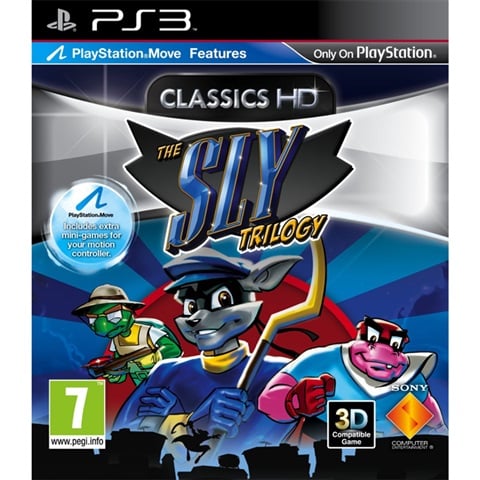 PS3
PlayStation®Move Features
Only On PlayStation®
CLASSICS HD
THE
SLY
TRILOGY
PlayStation®Move
Includes extra
mini-games for
your motion
controller.
7
www.pegi.info
3D
Compatible
Game
SONY
COMPUTER
ENTERTAINMENT